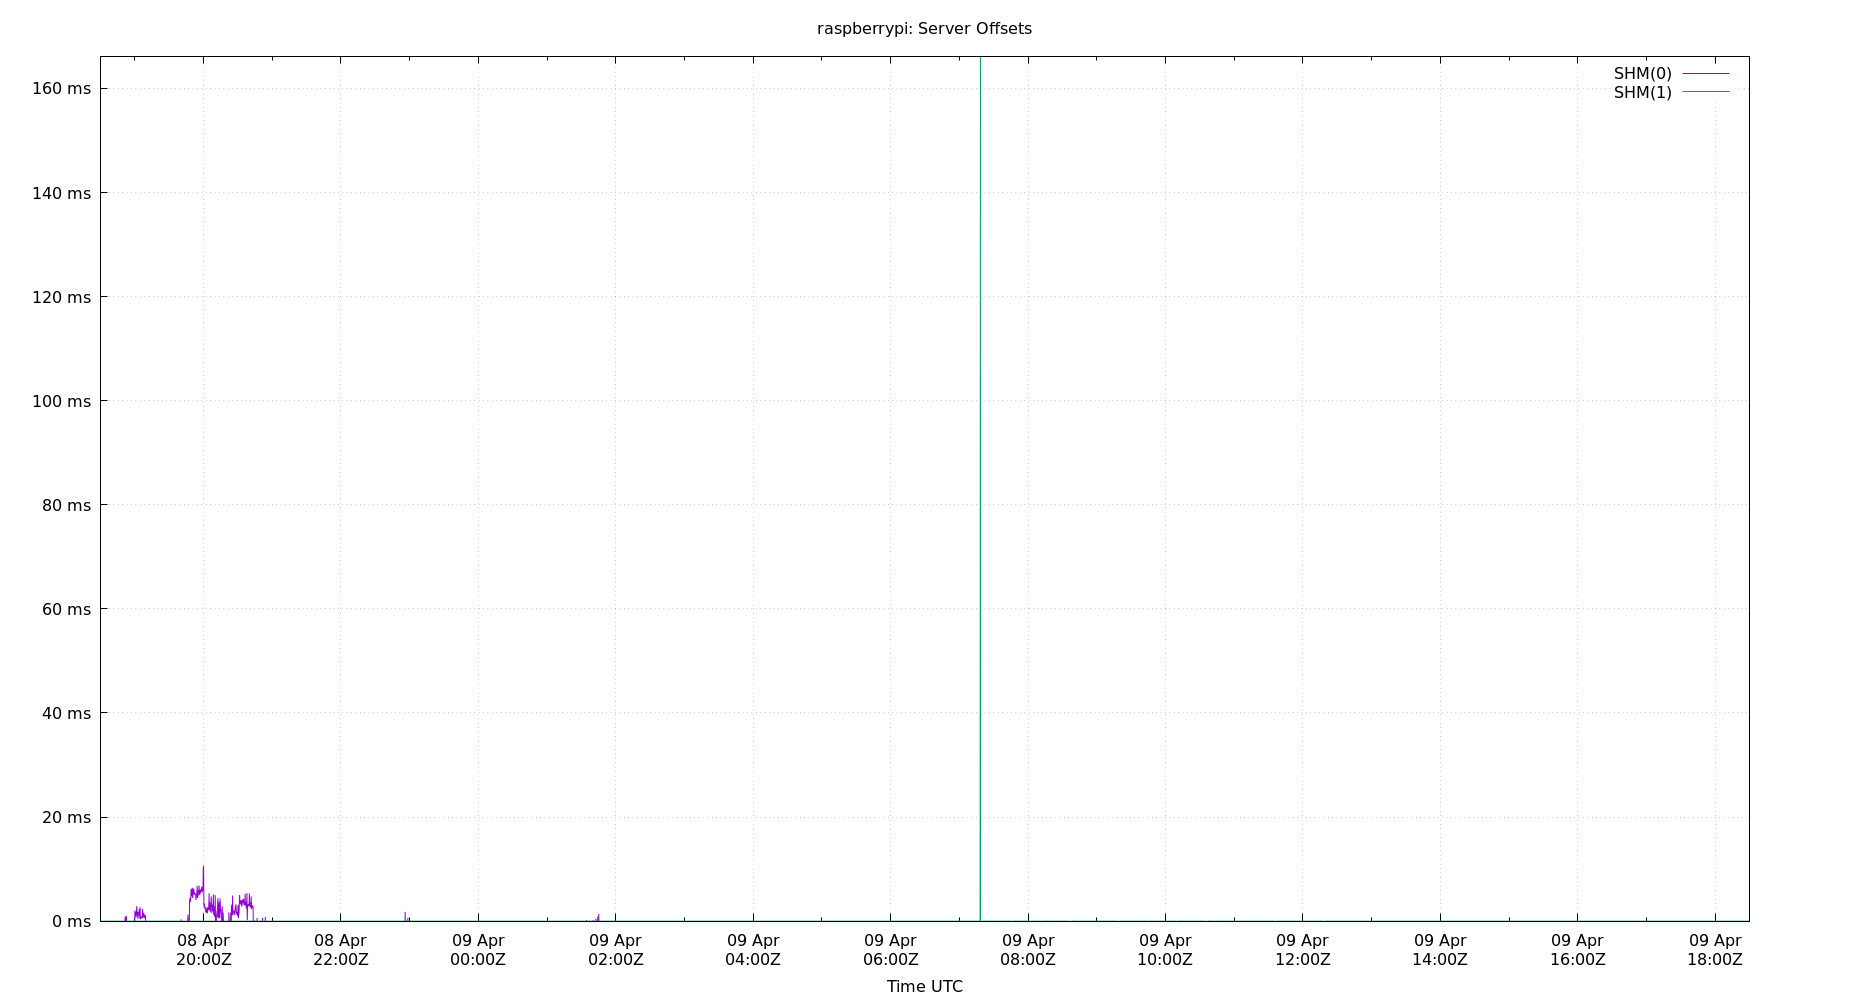 raspberrypi: Server Offsets
SHM(0)
SHM(1)
160 ms
140 ms
120 ms
100 ms
80 ms
60 ms
40 ms
20 ms
0 ms
08 Apr 08 Apr 09 Apr 09 Apr 09 Apr 09 Apr 09 Apr 09 Apr 09 Apr 09 Apr 09 Apr 09 Apr
20:00Z 22:00Z 00:00Z 02:00Z 04:00Z 06:00Z 08:00Z 10:00Z 12:00Z 14:00Z 16:00Z 18:00Z
Time UTC